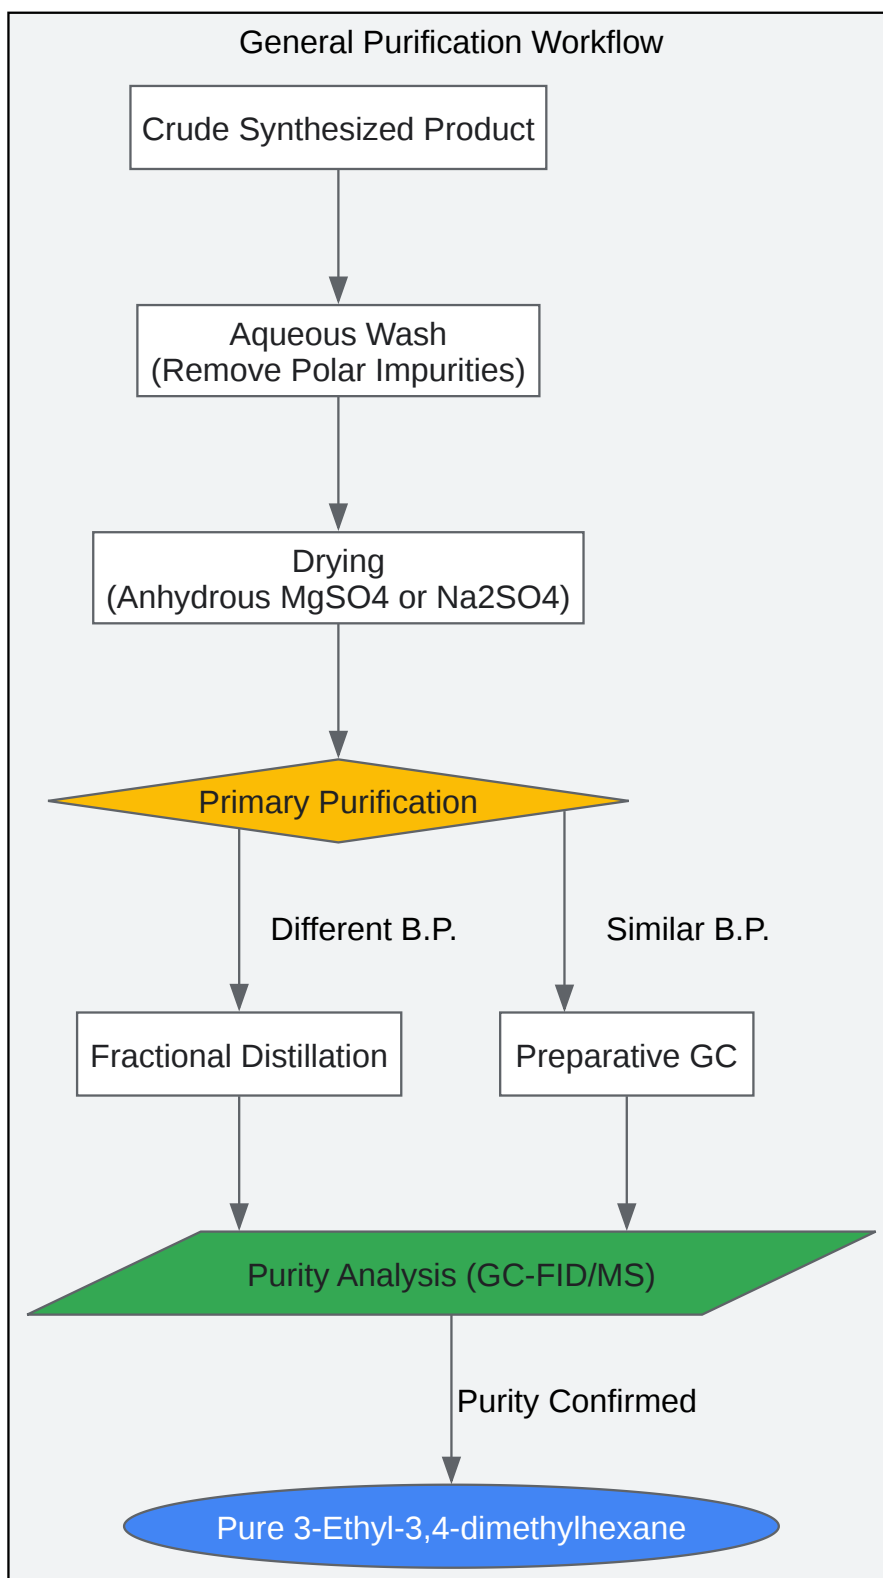 General Purification Workflow
Crude Synthesized Product
Aqueous Wash
(Remove Polar Impurities)
Drying
(Anhydrous MgSO4 or Na2SO4)
Primary Purification
Different B.P.
Similar B.P.
Fractional Distillation
Preparative GC
Purity Analysis (GC-FID/MS)
Purity Confirmed
Pure 3-Ethyl-3,4-dimethylhexane